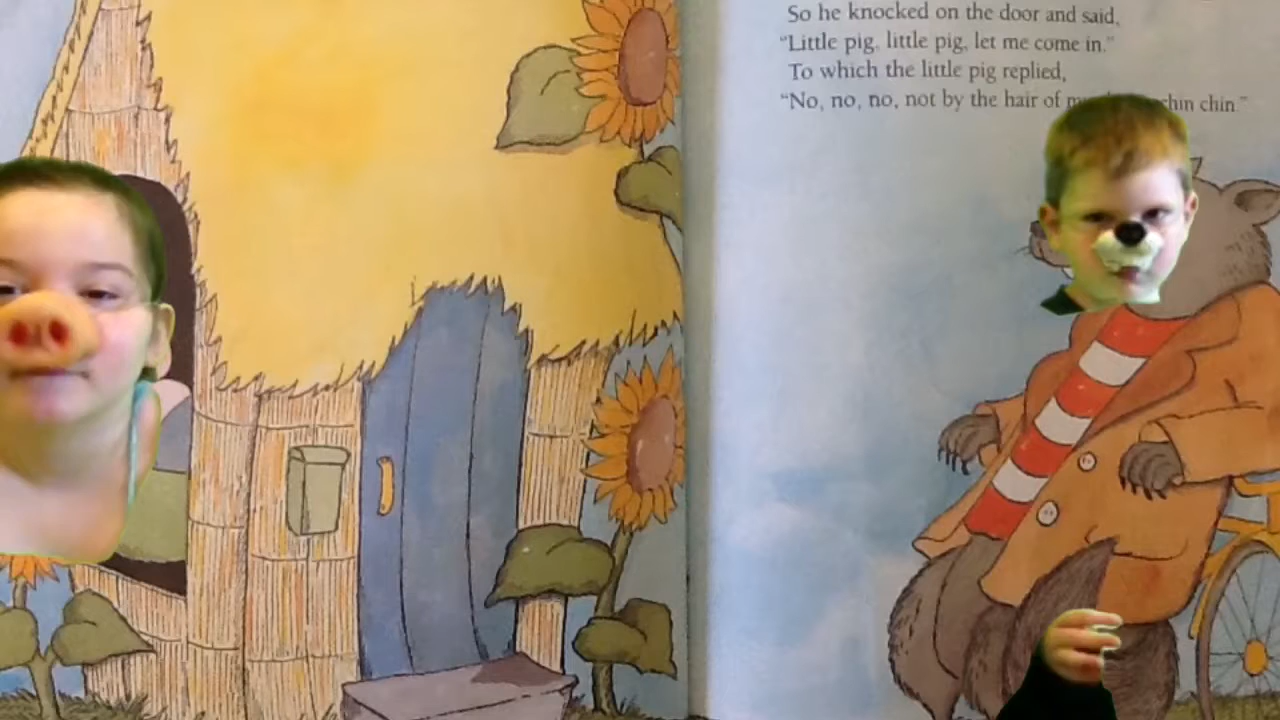 So he knocked on the door and said,
"Little pig, little pig, let me come in."
To which the little pig replied,
"No, no, no, not by the hair of chin chin."